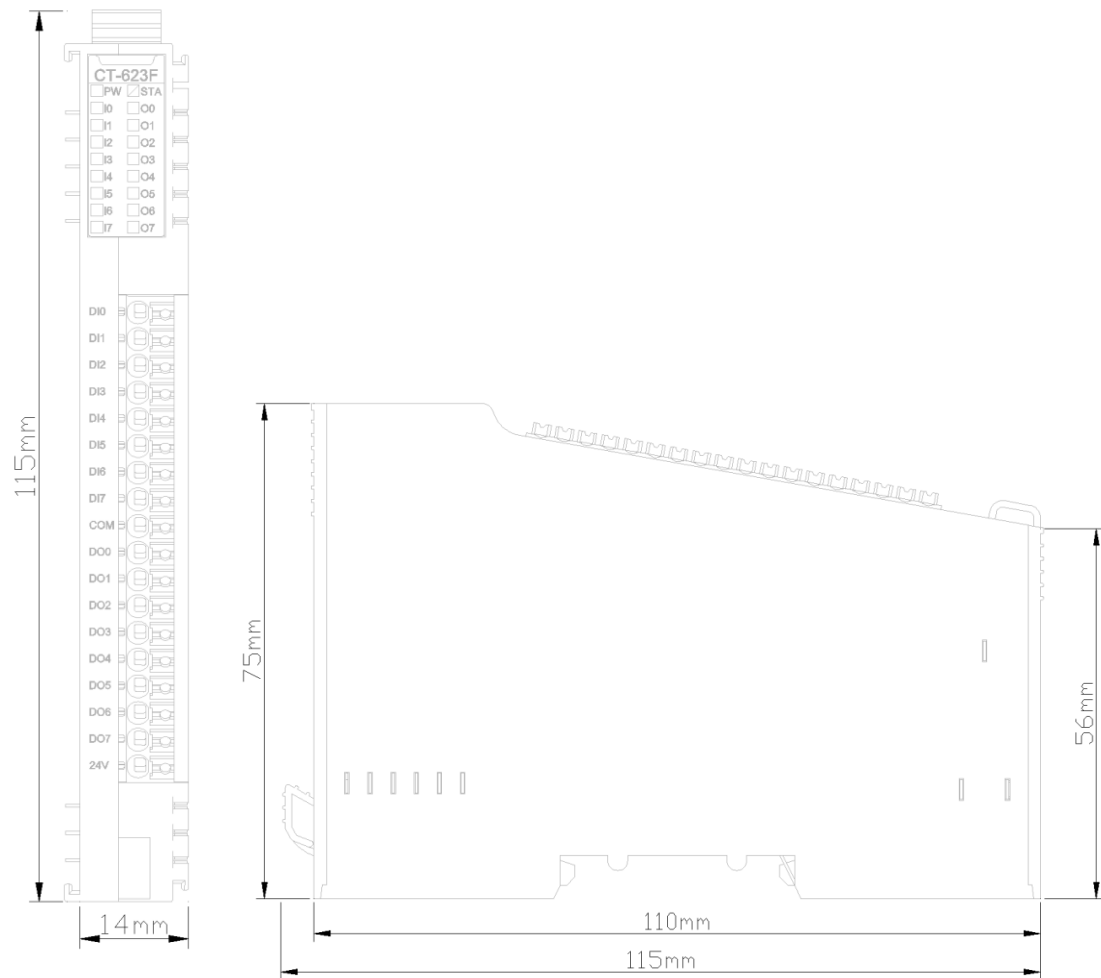 CT-623F
PW STA
I0 O0
I1 O1
I2 O2
I3 O3
I4 O4
I5 O5
I6 O6
I7 O7
DI0
DI1
DI2
DI3
DI4
DI5
DI6
DI7
COM
DO0
DO1
DO2
DO3
DO4
DO5
DO6
DO7
24V
115mm
14mm
75mm
56mm
110mm
115mm